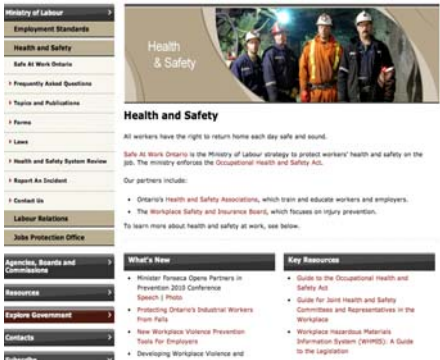 Ministry of Labour
Employment Standards
Health and Safety
Safe At Work Ontario
Frequently Asked Questions
Topics and Publications
Forms
Laws
Health and Safety System Review
Report An Incident
Contact Us
Labour Relations
Jobs Protection Office
Agencies, Boards and
Commissions
Resources
Explore Government
Contacts
Subscribe
Health
& Safety
Health and Safety
All workers have the right to return home each day safe and sound.
Safe At Work Ontario is the Ministry of Labour strategy to protect workers' health and safety on the
job. The ministry enforces the Occupational Health and Safety Act.
Our partners include:
Ontario's Health and Safety Associations, which train and educate workers and employers.
The Workplace Safety and Insurance Board, which focuses on injury prevention.
To learn more about health and safety at work, see below.
What's New
Minister Fonseca Opens Partners in
Prevention 2010 Conference
Speech | Photo
Protecting Ontario's Industrial Workers
From Falls
New Workplace Violence Prevention
Tools For Employers
Developing Workplace Violence and
Key Resources
Guide to the Occupational Health and
Safety Act
Guide for Joint Health and Safety
Committees and Representatives in the
Workplace
Workplace Hazardous Materials
Information System (WHMIS): A Guide
to the Legislation